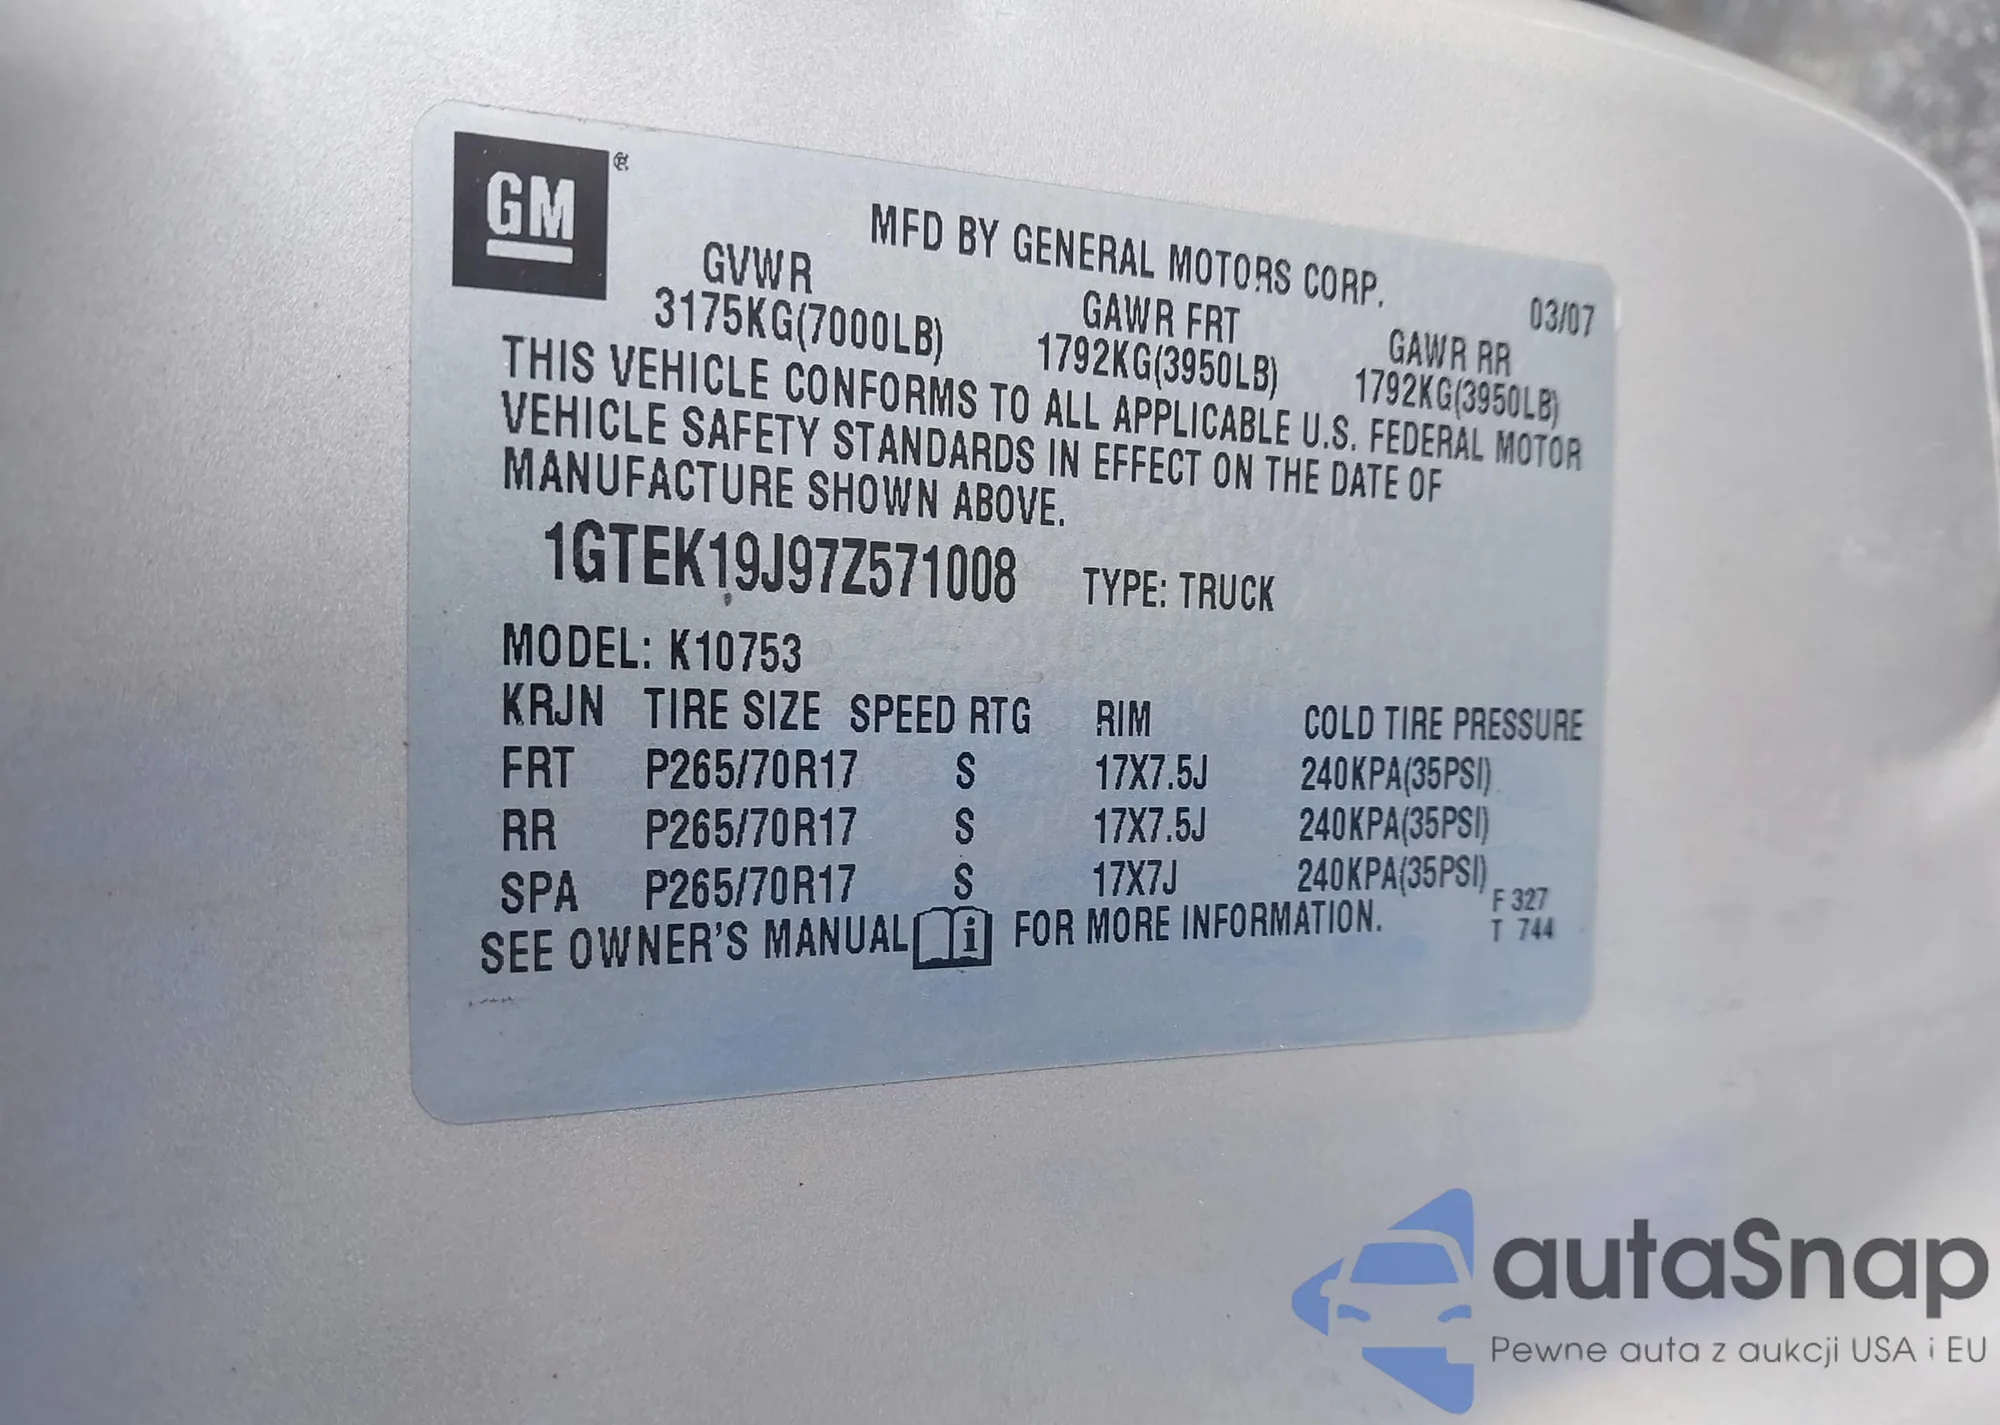 GM®
MFD BY GENERAL MOTORS CORP.
03/07
GVWR GAWR FRT GAWR RR
3175KG(7000LB) 1792KG(3950LB) 1792KG(3950LB)
THIS VEHICLE CONFORMS TO ALL APPLICABLE U.S. FEDERAL MOTOR
VEHICLE SAFETY STANDARDS IN EFFECT ON THE DATE OF
MANUFACTURE SHOWN ABOVE.
1GTEK19J97Z571008 TYPE: TRUCK
MODEL: K10753
KRJN TIRE SIZE SPEED RTG RIM COLD TIRE PRESSURE
FRT P265/70R17 S 17X7.5J 240KPA(35PSI)
RR P265/70R17 S 17X7.5J 240KPA(35PSI)
SPA P265/70R17 S 17X7J 240KPA(35PSI)
SEE OWNER'S MANUAL i FOR MORE INFORMATION.
F 327
T 744
autaSnap
Pewne auta z aukcji USA i EU